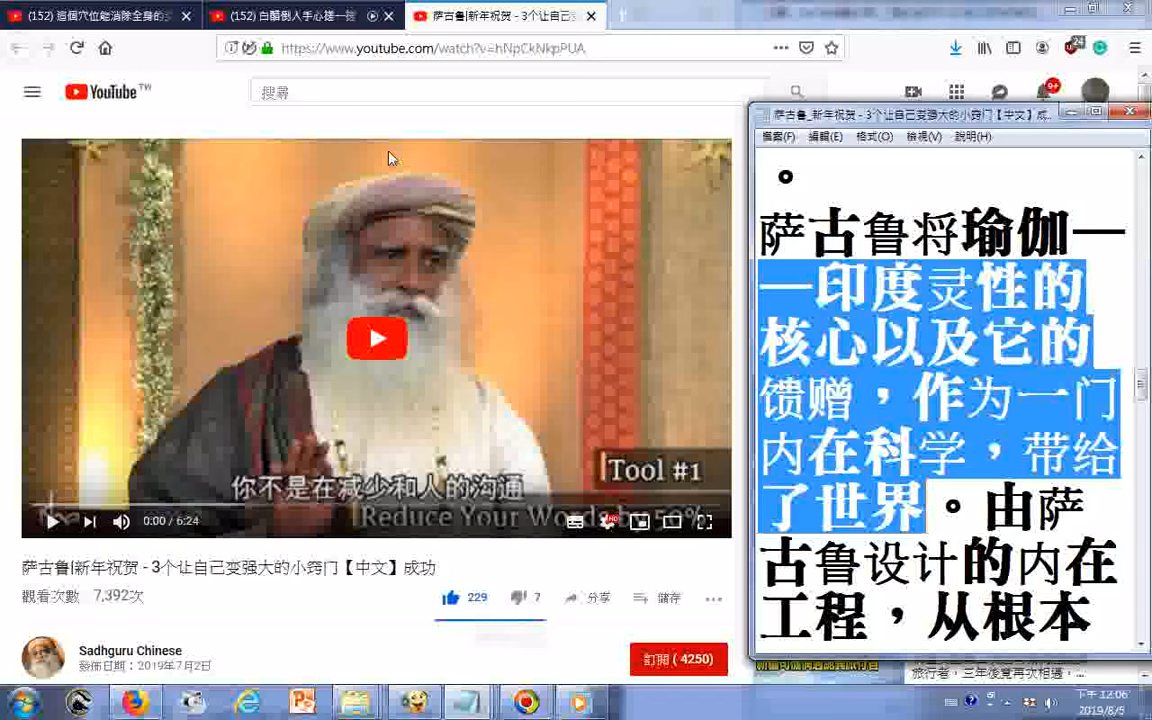 (152) 這個穴位能消除全身的
(152) 白醋倒人手心搓一搓
萨古鲁|新年祝贺 - 3个让自己
https://www.youtube.com/watch?v=hNpCkNkpPUA
24
YouTube TW
搜尋
9+
萨古鲁_新年祝贺 - 3个让自己变强大的小窍门【中文】成...
檔案(F) 編輯(E) 格式(O) 檢視(V) 說明(H)
。
萨古鲁将瑜伽—
—印度灵性的
核心以及它的
馈赠，作为一门
内在科学，带给
了世界。由萨
古鲁设计的内在
工程，从根本
Tool #1
你不是在减少和人的沟通
Reduce Your Words by 50%
0:00 / 6:24
HD
萨古鲁|新年祝贺 - 3个让自己变强大的小窍门【中文】成功
觀看次數 7,392次
229
7
分享
儲存
Sadhguru Chinese
發佈日期：2019年7月2日
訂閱 (4250)
旅行者，三年後竟再次相遇，...
下午 12:06
2019/8/5